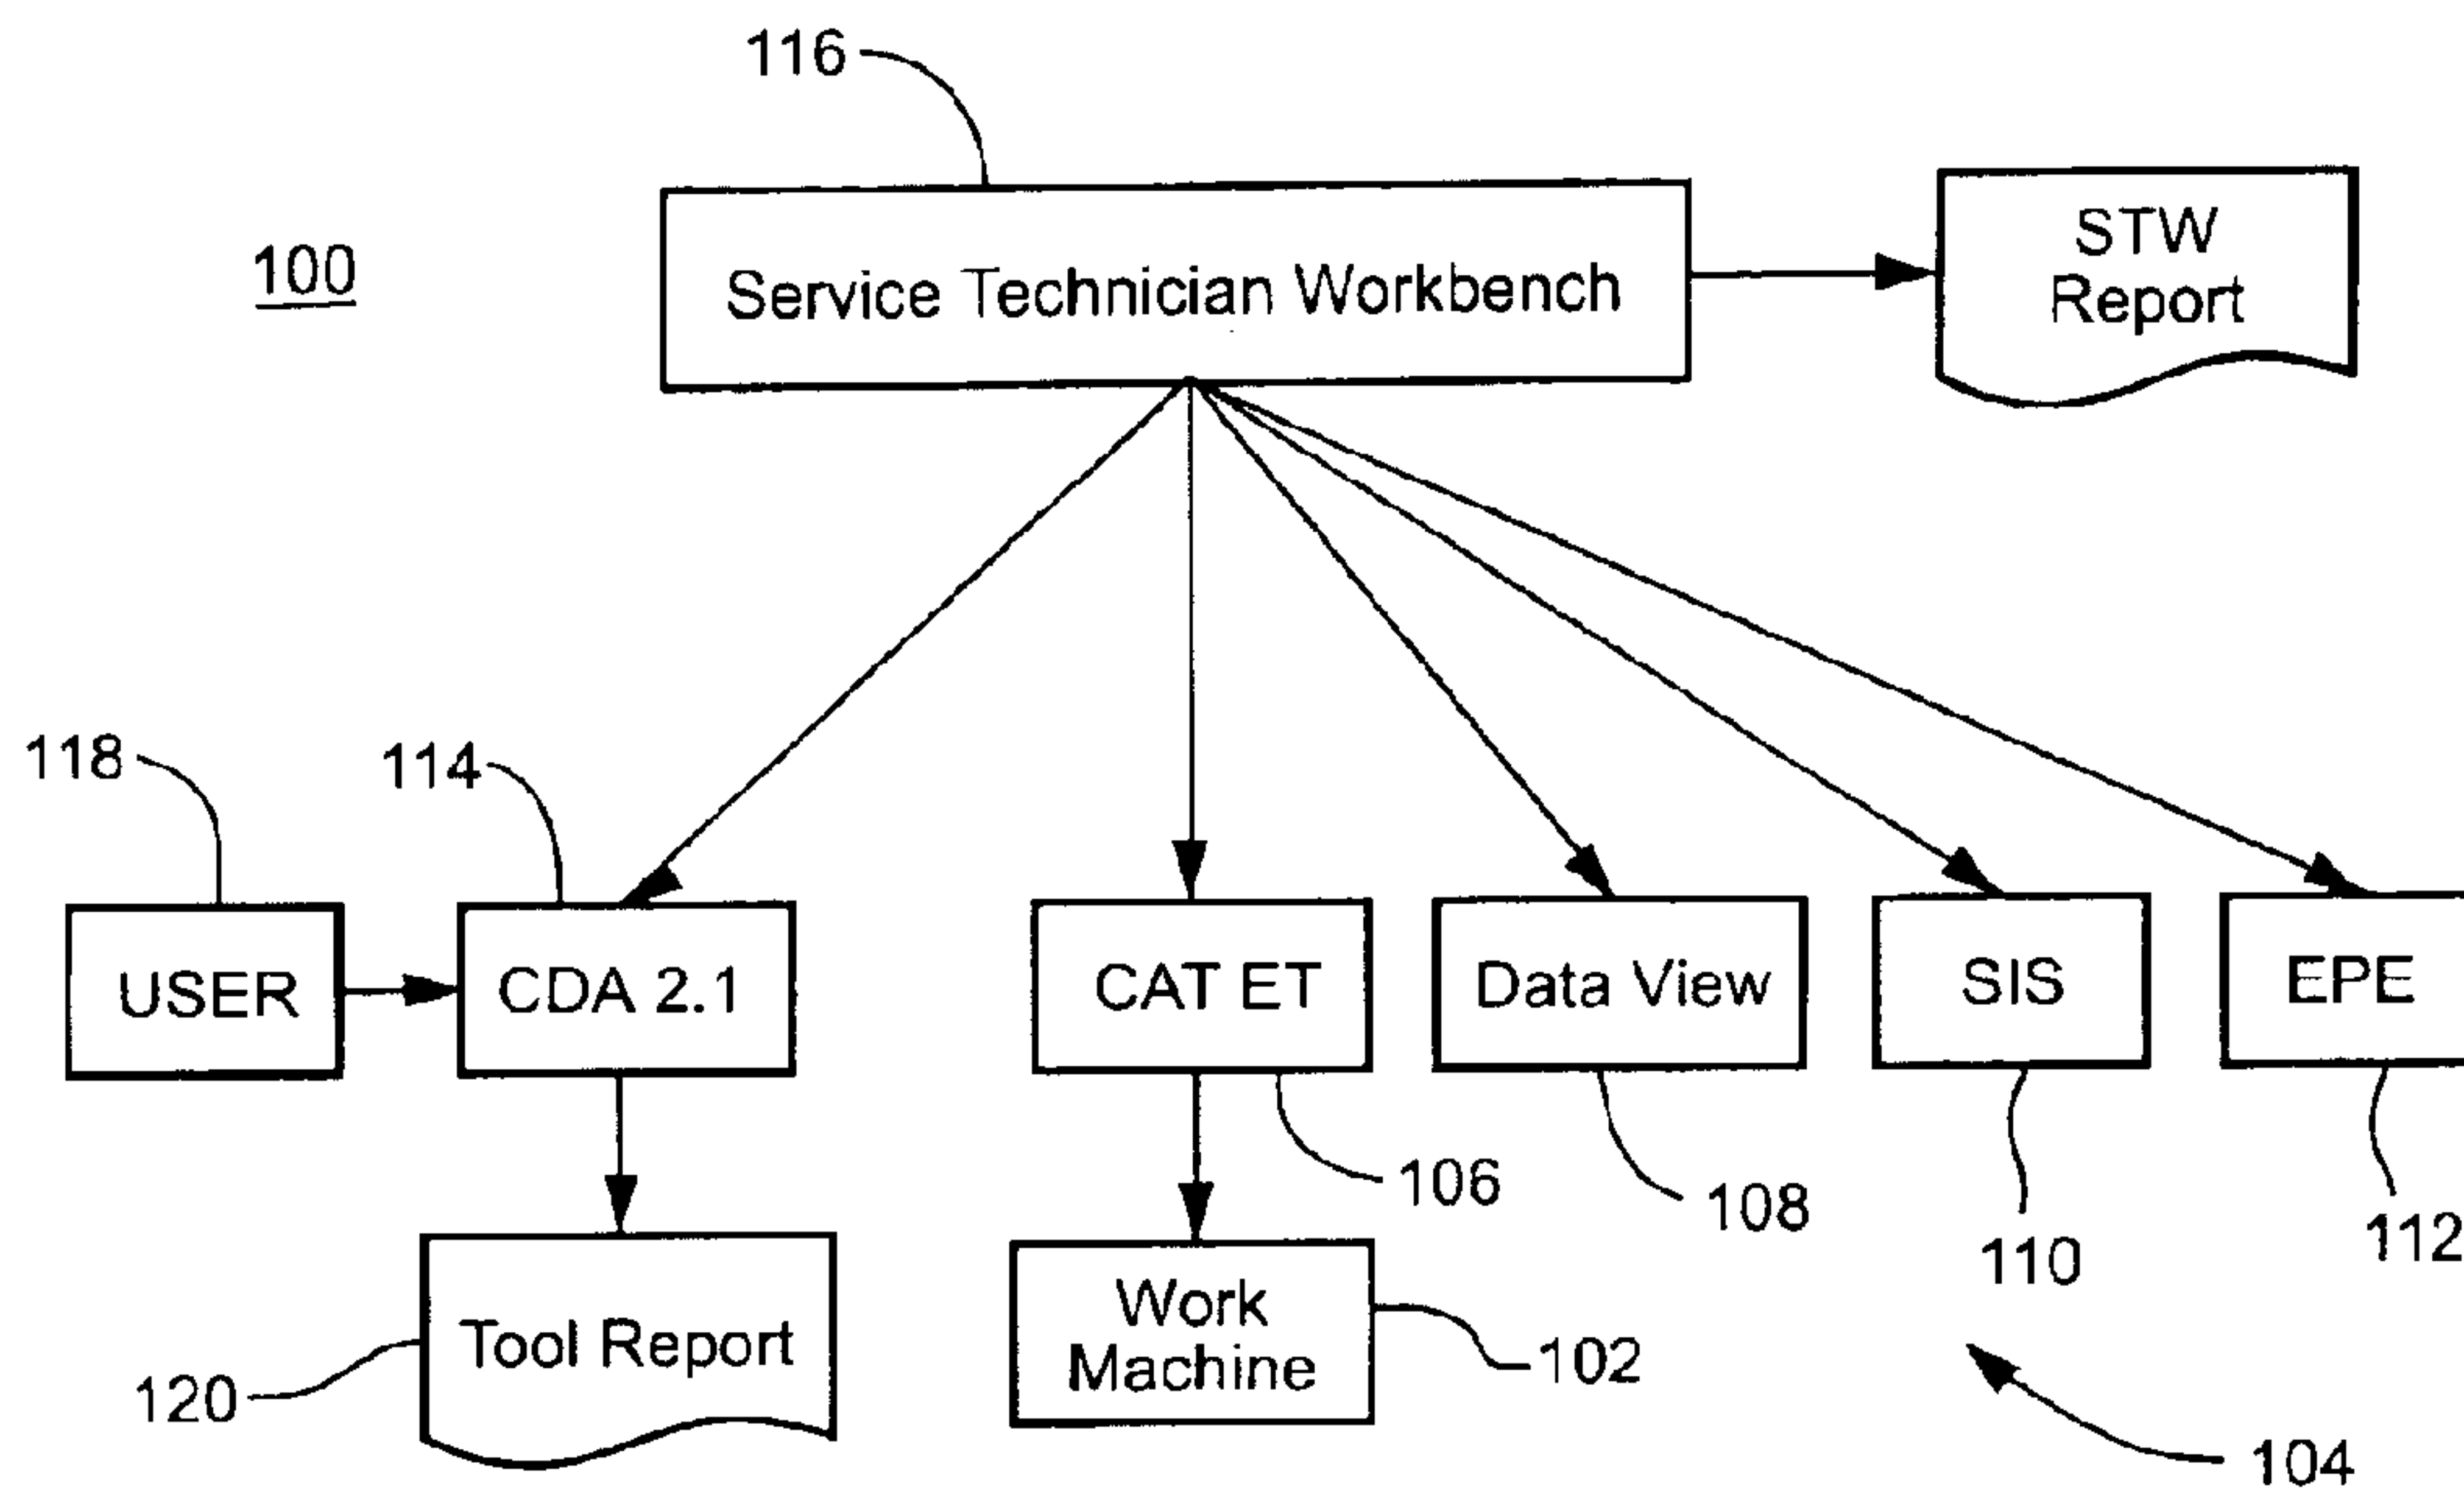 116
100
Service Technician Workbench
STW
Report
118
114
USER
CDA 2.1
CAT ET
Data View
SIS
EPE
106
108
110
112
Tool Report
Work
Machine
102
120
104